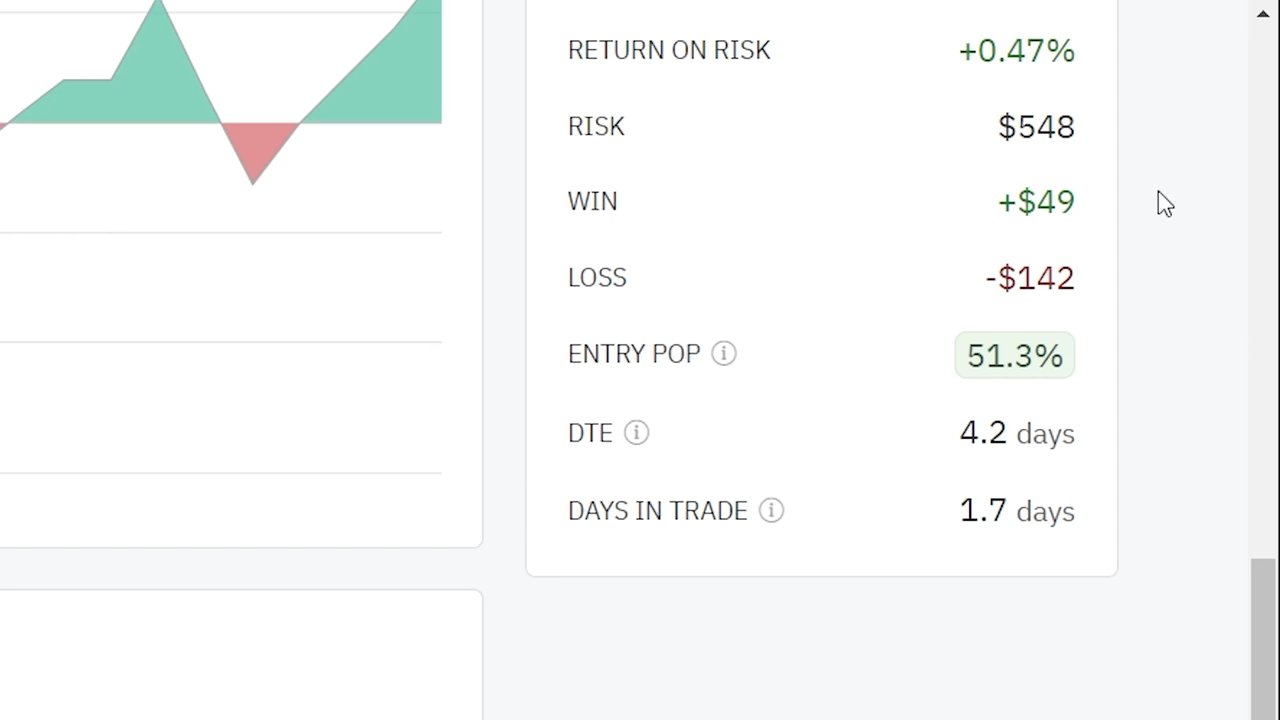 RETURN ON RISK +0.47%
RISK $548
WIN +$49
LOSS -$142
ENTRY POP 51.3%
DTE 4.2 days
DAYS IN TRADE 1.7 days